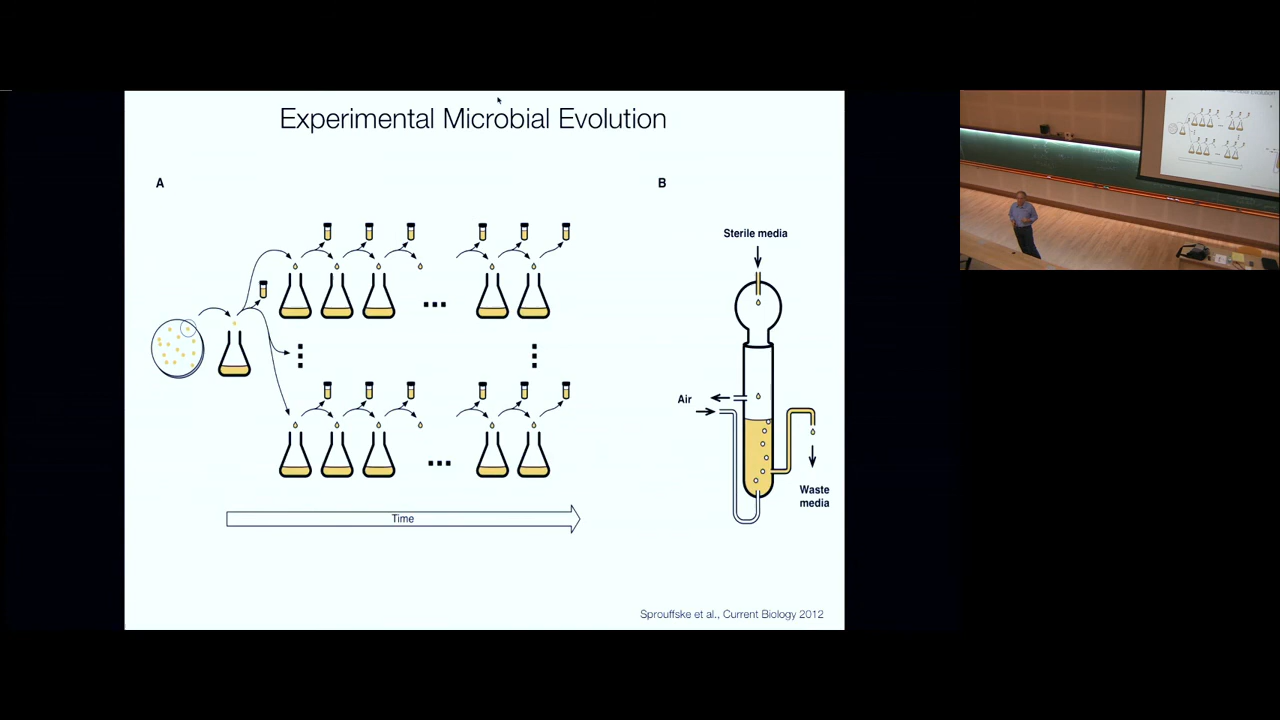 Experimental Microbial Evolution
A
B
Sterile media
Air
Waste
media
Time
Sprouffske et al., Current Biology 2012